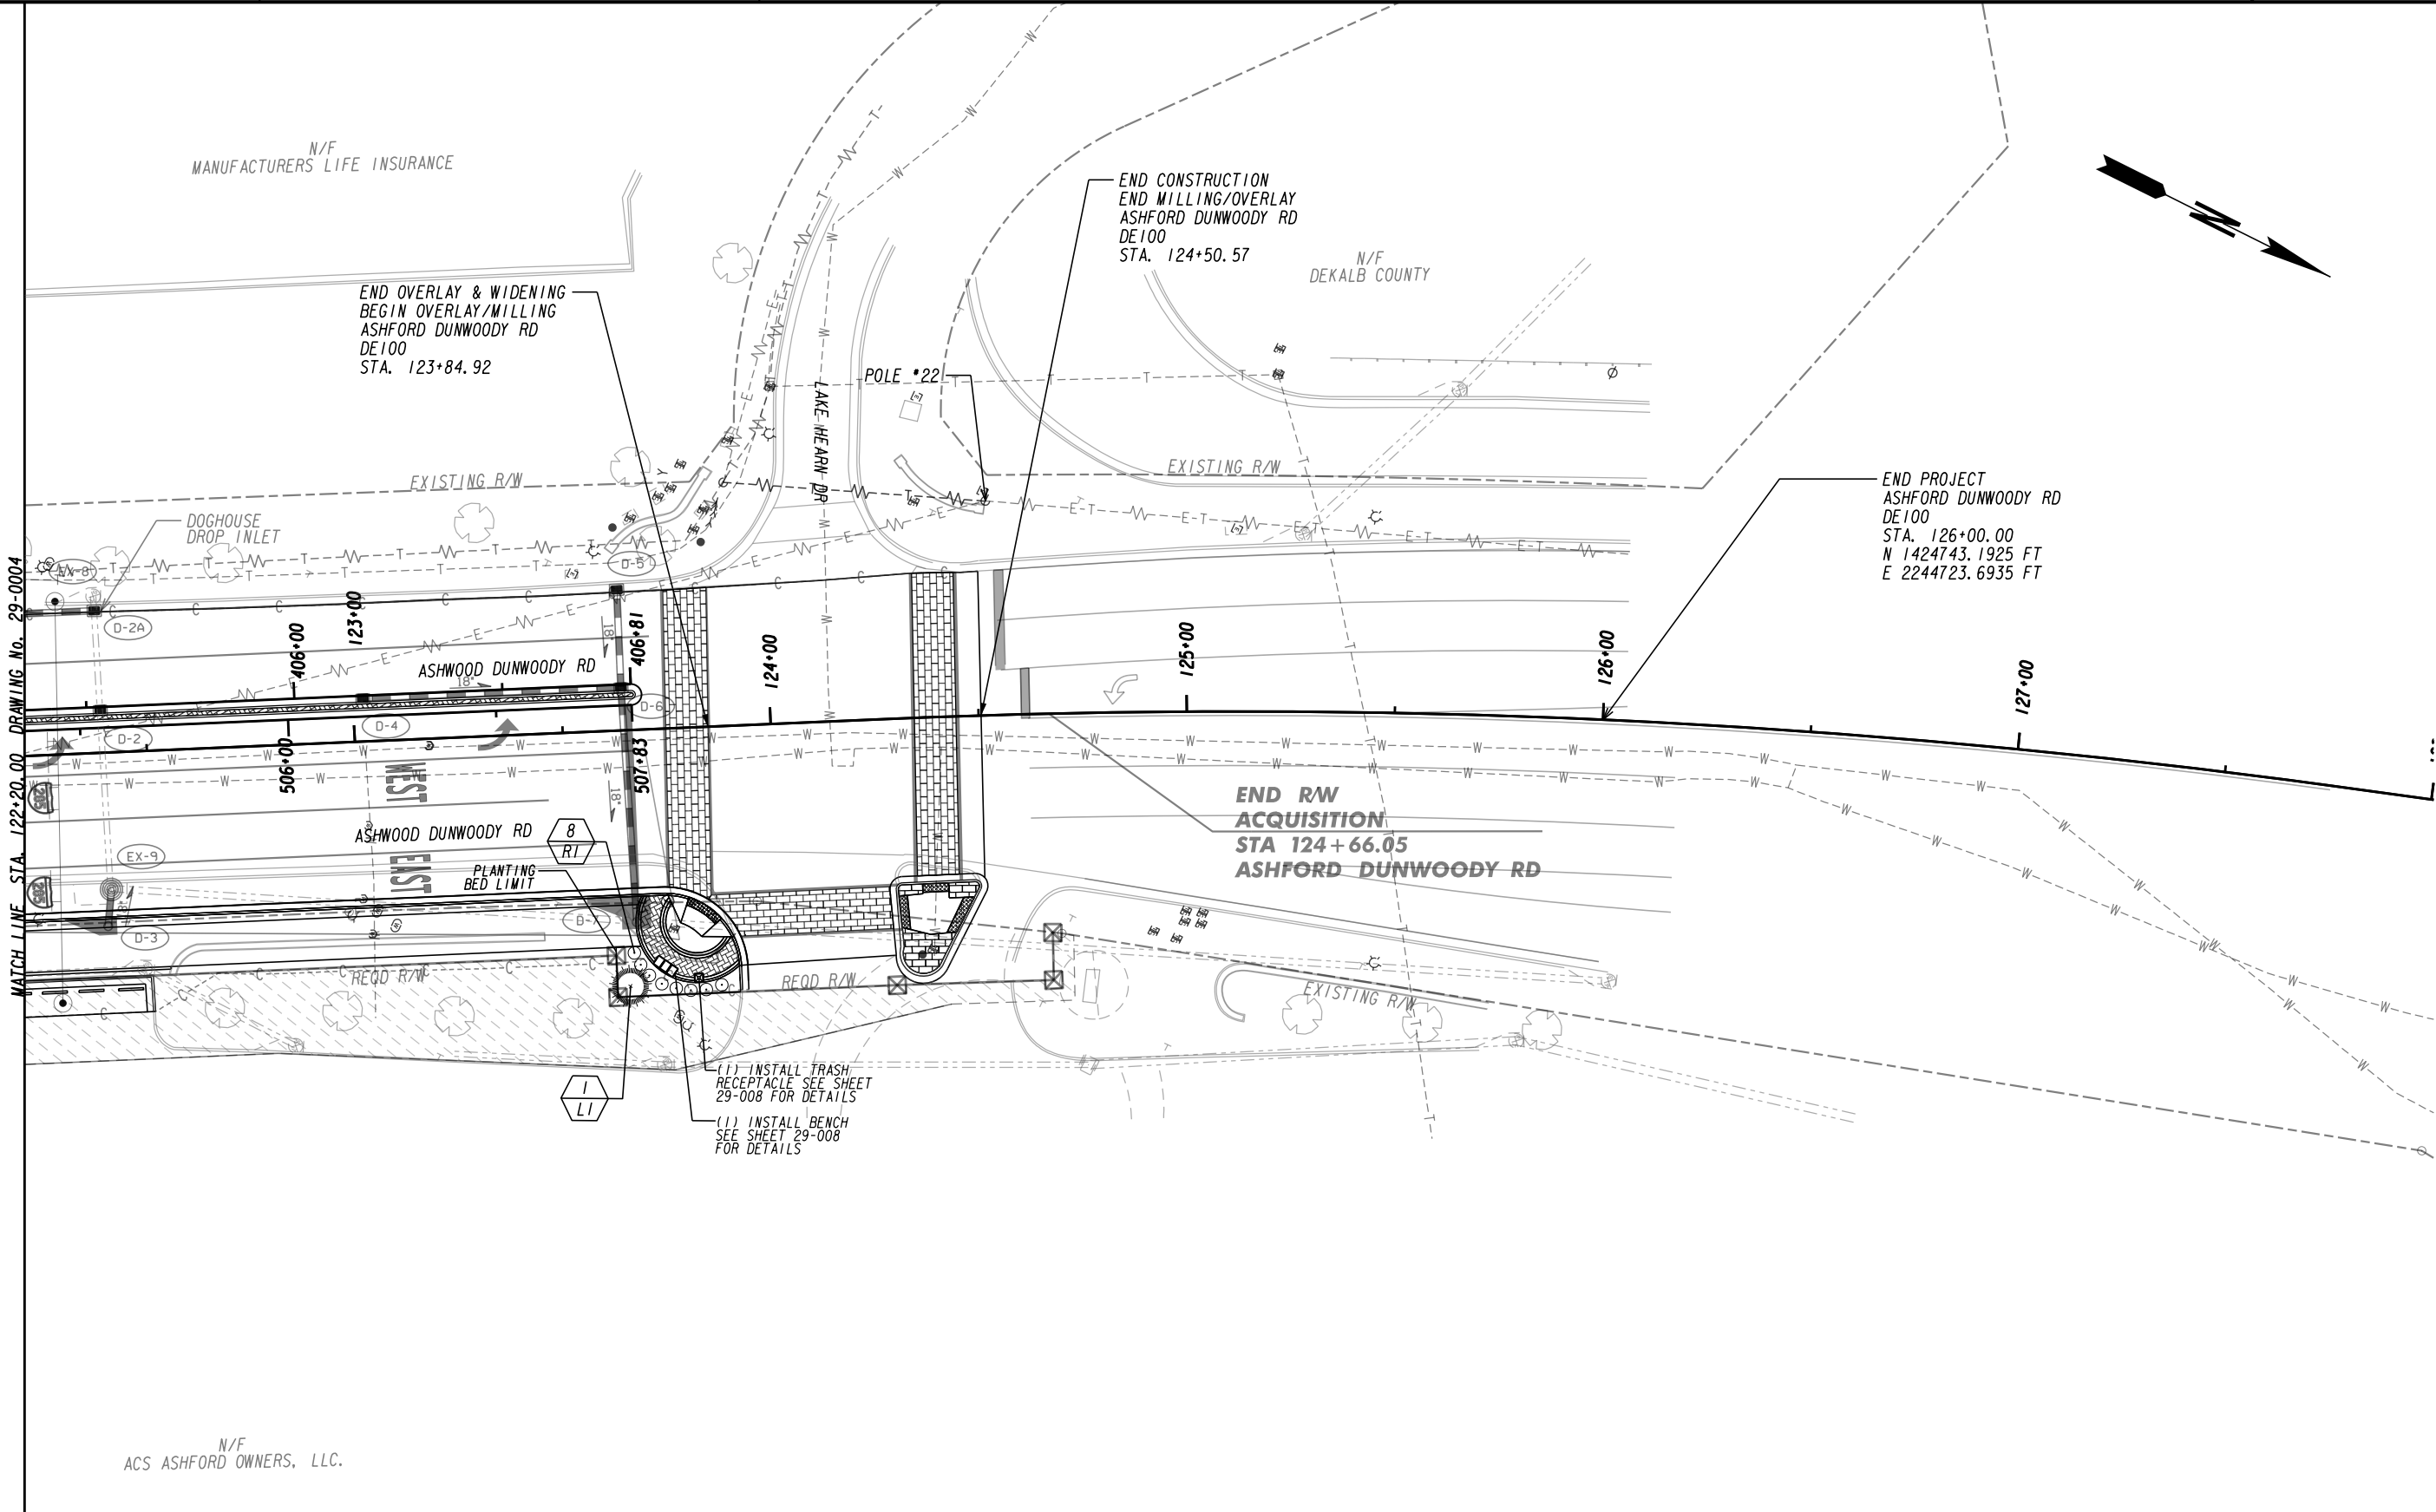 N/F
MANUFACTURERS LIFE INSURANCE
END OVERLAY & WIDENING
BEGIN OVERLAY/MILLING
ASHFORD DUNWOODY RD
DE100
STA. 123+84.92
END CONSTRUCTION
END MILLING/OVERLAY
ASHFORD DUNWOODY RD
DE100
STA. 124+50.57
N/F
DEKALB COUNTY
N
POLE #22
LAKE HEARN DR
EXISTING R/W
EXISTING R/W
END PROJECT
ASHFORD DUNWOODY RD
DE100
STA. 126+00.00
N 1424743.1925 FT
E 2244723.6935 FT
DOGHOUSE
DROP INLET
EX-8
D-5
D-2A
MATCH LINE STA. 122+20.00 DRAWING No. 29-0004
406+00
123+00
406+81
124+00
125+00
126+00
127+00
ASHWOOD DUNWOODY RD
18"
18"
D-6
D-4
D-2
506+00
507+83
WEST
18"
285
ASHWOOD DUNWOODY RD
8
R1
EX-9
EAST
285
PLANTING
BED LIMIT
18"
D-7
D-3
END R/W
ACQUISITION
STA 124+66.05
ASHFORD DUNWOODY RD
REQD R/W
REQD R/W
EXISTING R/W
1
L1
(1) INSTALL TRASH
RECEPTACLE SEE SHEET
29-008 FOR DETAILS
(1) INSTALL BENCH
SEE SHEET 29-008
FOR DETAILS
N/F
ACS ASHFORD OWNERS, LLC.